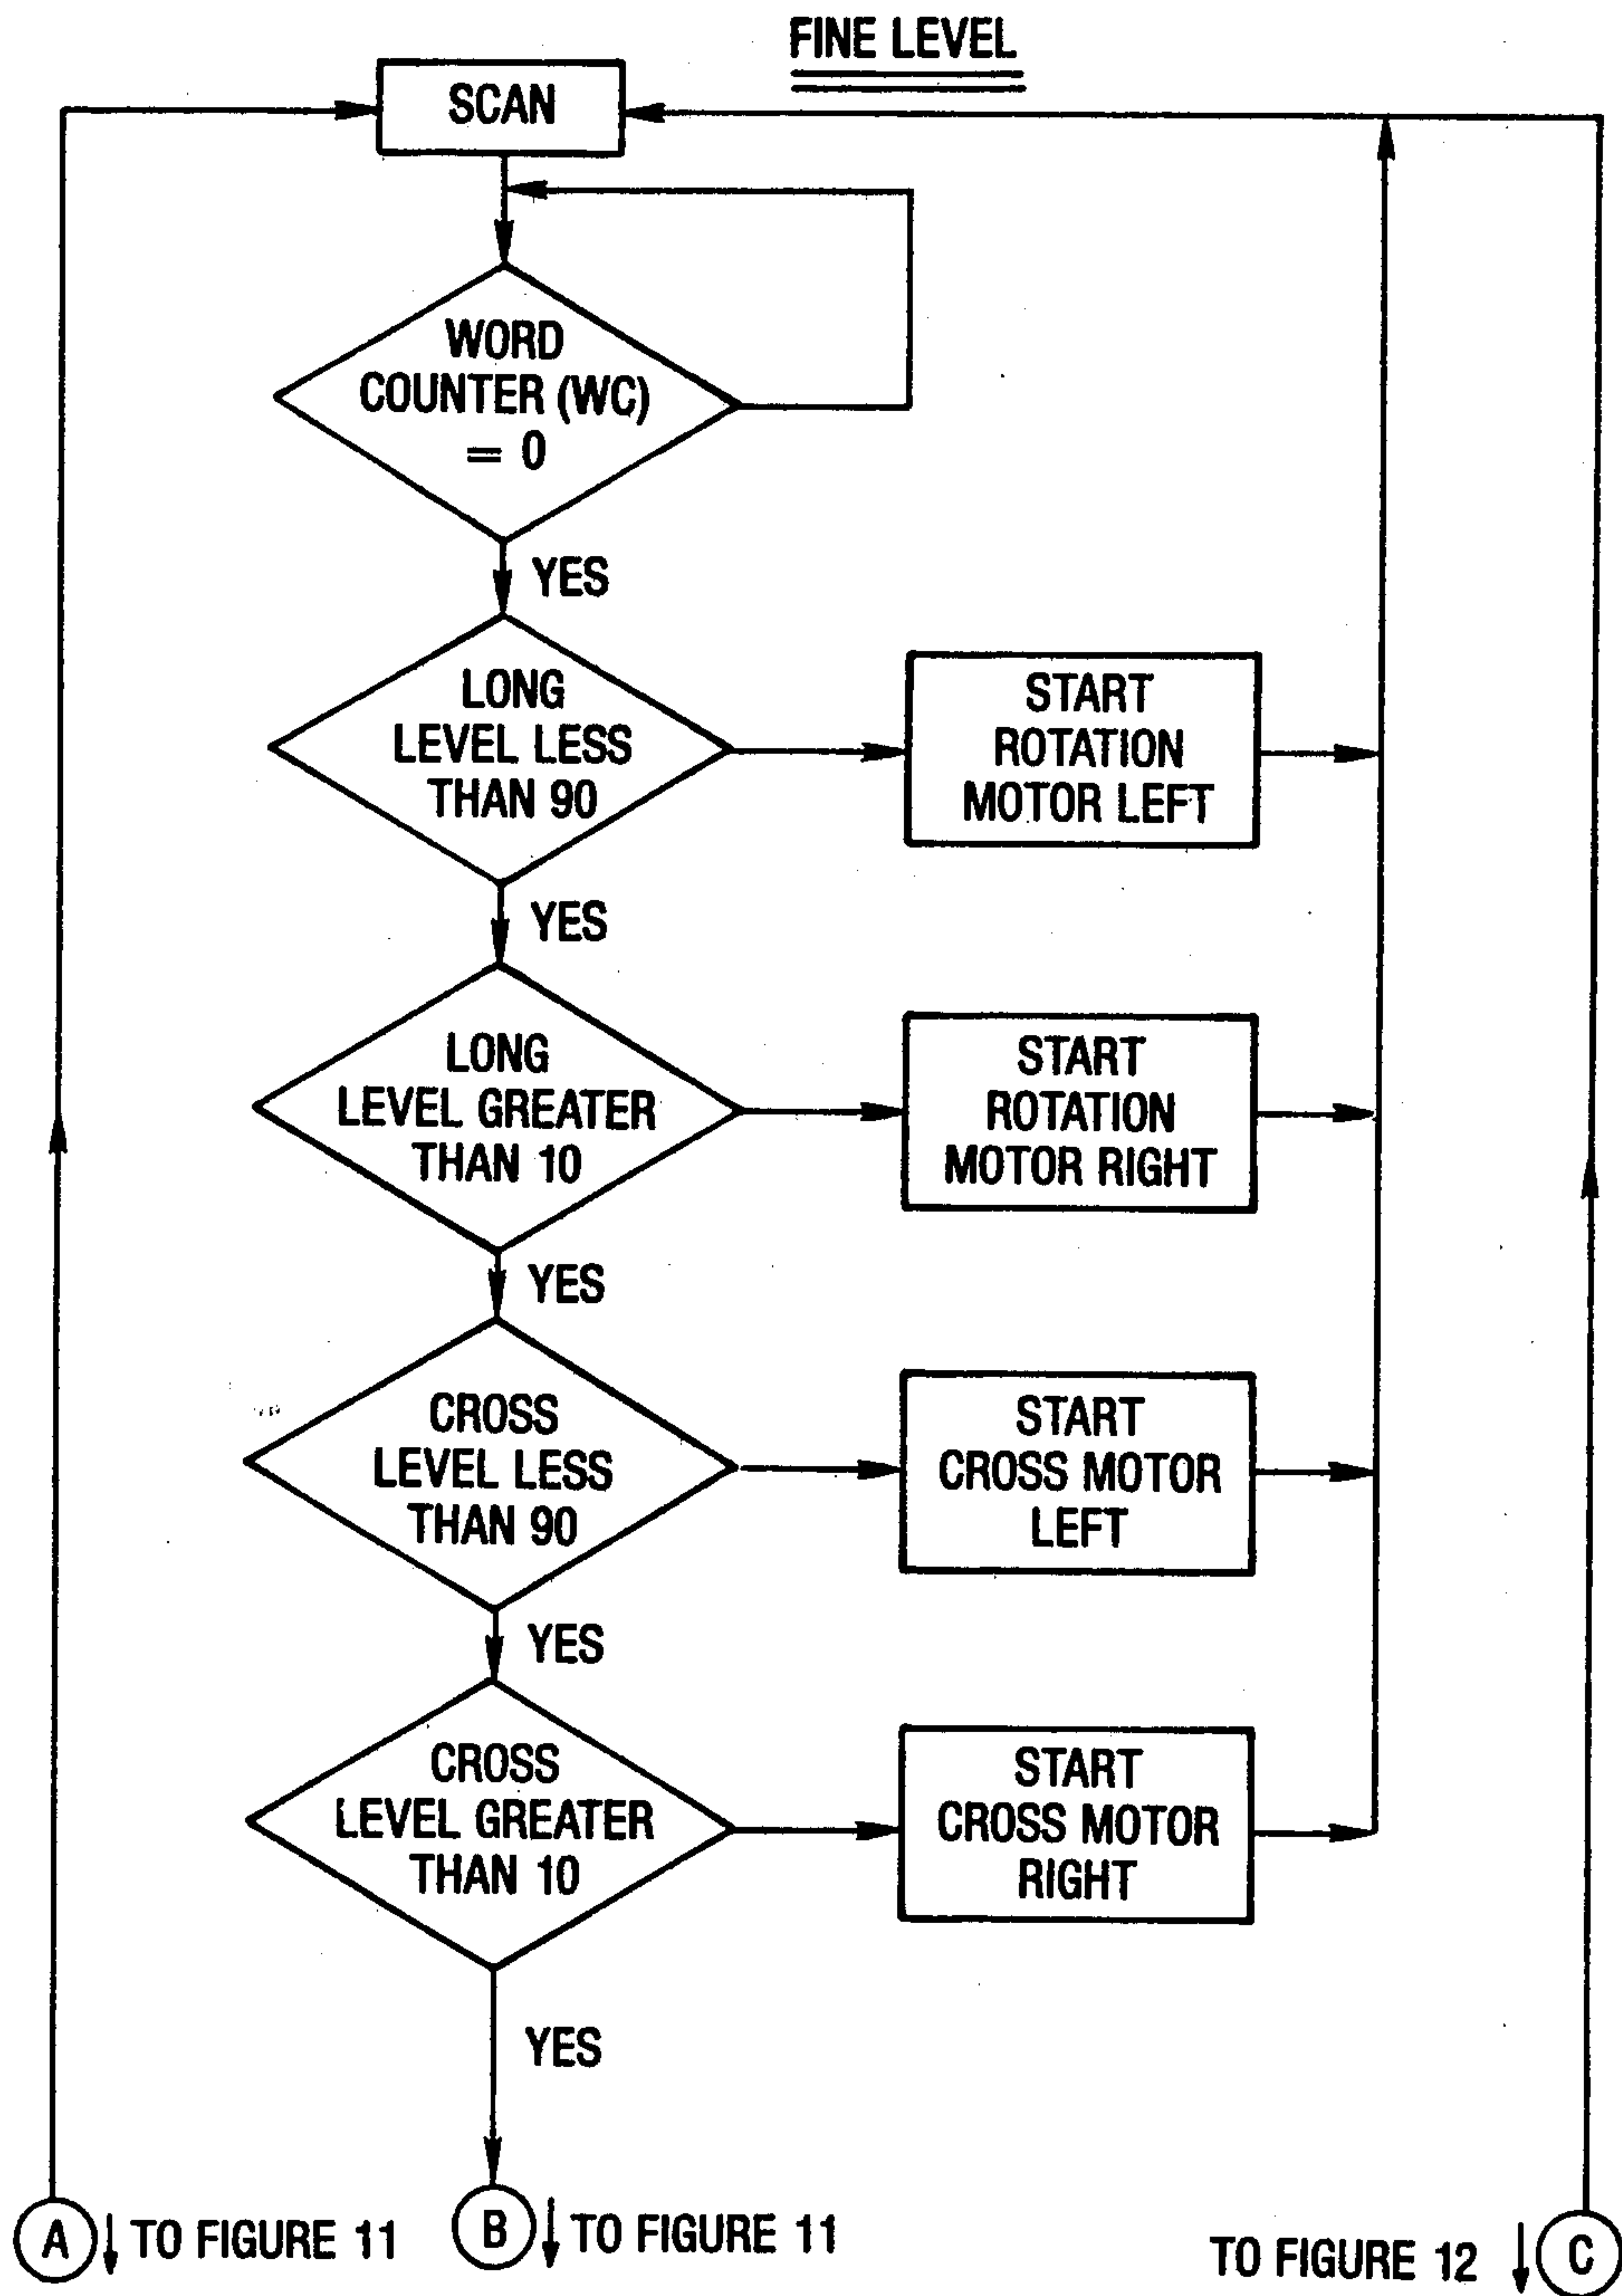 FINE LEVEL
SCAN
WORD
COUNTER (WC)
= 0
YES
LONG
LEVEL LESS
THAN 90
START
ROTATION
MOTOR LEFT
YES
LONG
LEVEL GREATER
THAN 10
START
ROTATION
MOTOR RIGHT
YES
CROSS
LEVEL LESS
THAN 90
START
CROSS MOTOR
LEFT
YES
CROSS
LEVEL GREATER
THAN 10
START
CROSS MOTOR
RIGHT
YES
A TO FIGURE 11
B TO FIGURE 11
TO FIGURE 12 C